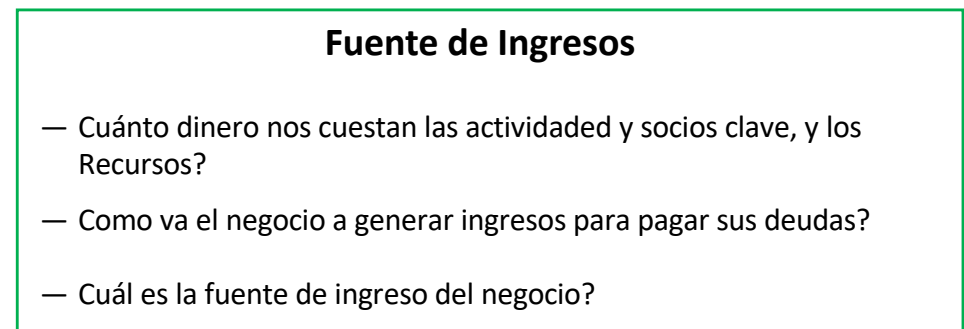 Fuente de Ingresos
— Cuánto dinero nos cuestan las actividaded y socios clave, y los
Recursos?
— Como va el negocio a generar ingresos para pagar sus deudas?
— Cuál es la fuente de ingreso del negocio?